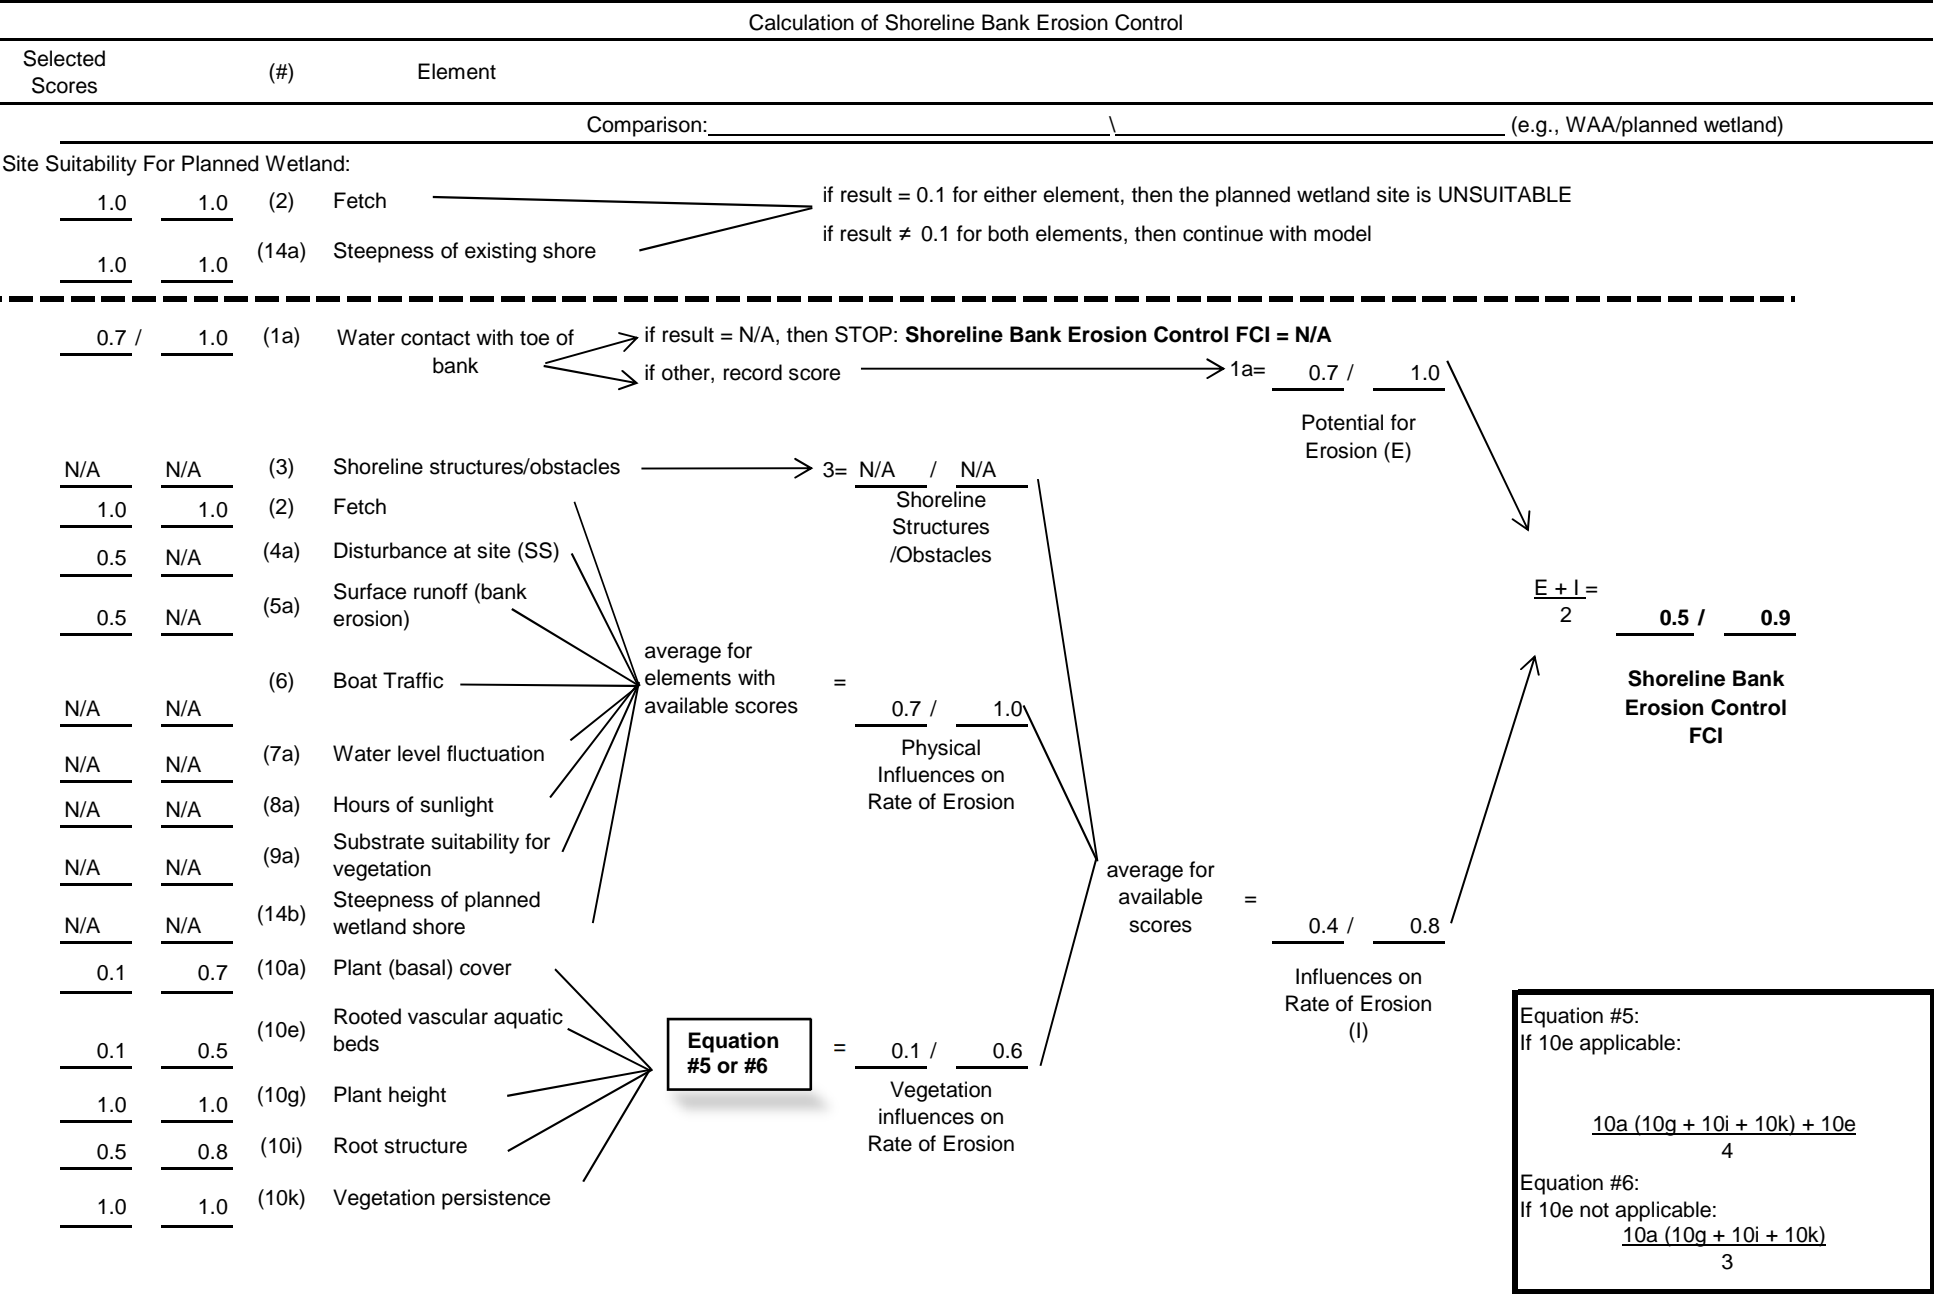 Calculation of Shoreline Bank Erosion Control
Selected Scores (#) Element
Comparison: \ (e.g., WAA/planned wetland)
Site Suitability For Planned Wetland:
1.0 1.0 (2) Fetch
if result = 0.1 for either element, then the planned wetland site is UNSUITABLE
if result ≠ 0.1 for both elements, then continue with model
1.0 1.0 (14a) Steepness of existing shore
0.7 / 1.0 (1a) Water contact with toe of bank
if result = N/A, then STOP: Shoreline Bank Erosion Control FCI = N/A
if other, record score
1a= 0.7 / 1.0
Potential for
Erosion (E)
N/A N/A (3) Shoreline structures/obstacles
3= N/A / N/A
Shoreline
Structures
/Obstacles
1.0 1.0 (2) Fetch
0.5 N/A (4a) Disturbance at site (SS)
0.5 N/A (5a) Surface runoff (bank
erosion)
N/A N/A (6) Boat Traffic
average for
elements with
available scores
= 0.7 / 1.0
Physical
Influences on
Rate of Erosion
N/A N/A (7a) Water level fluctuation
N/A N/A (8a) Hours of sunlight
N/A N/A (9a) Substrate suitability for
vegetation
N/A N/A (14b) Steepness of planned
wetland shore
0.1 0.7 (10a) Plant (basal) cover
0.1 0.5 (10e) Rooted vascular aquatic
beds
1.0 1.0 (10g) Plant height
0.5 0.8 (10i) Root structure
1.0 1.0 (10k) Vegetation persistence
Equation
#5 or #6
= 0.1 / 0.6
Vegetation
influences on
Rate of Erosion
average for
available
scores
= 0.4 / 0.8
Influences on
Rate of Erosion
(I)
E + I =
2
0.5 / 0.9
Shoreline Bank
Erosion Control
FCI
Equation #5:
If 10e applicable:
10a (10g + 10i + 10k) + 10e
4
Equation #6:
If 10e not applicable:
10a (10g + 10i + 10k)
3